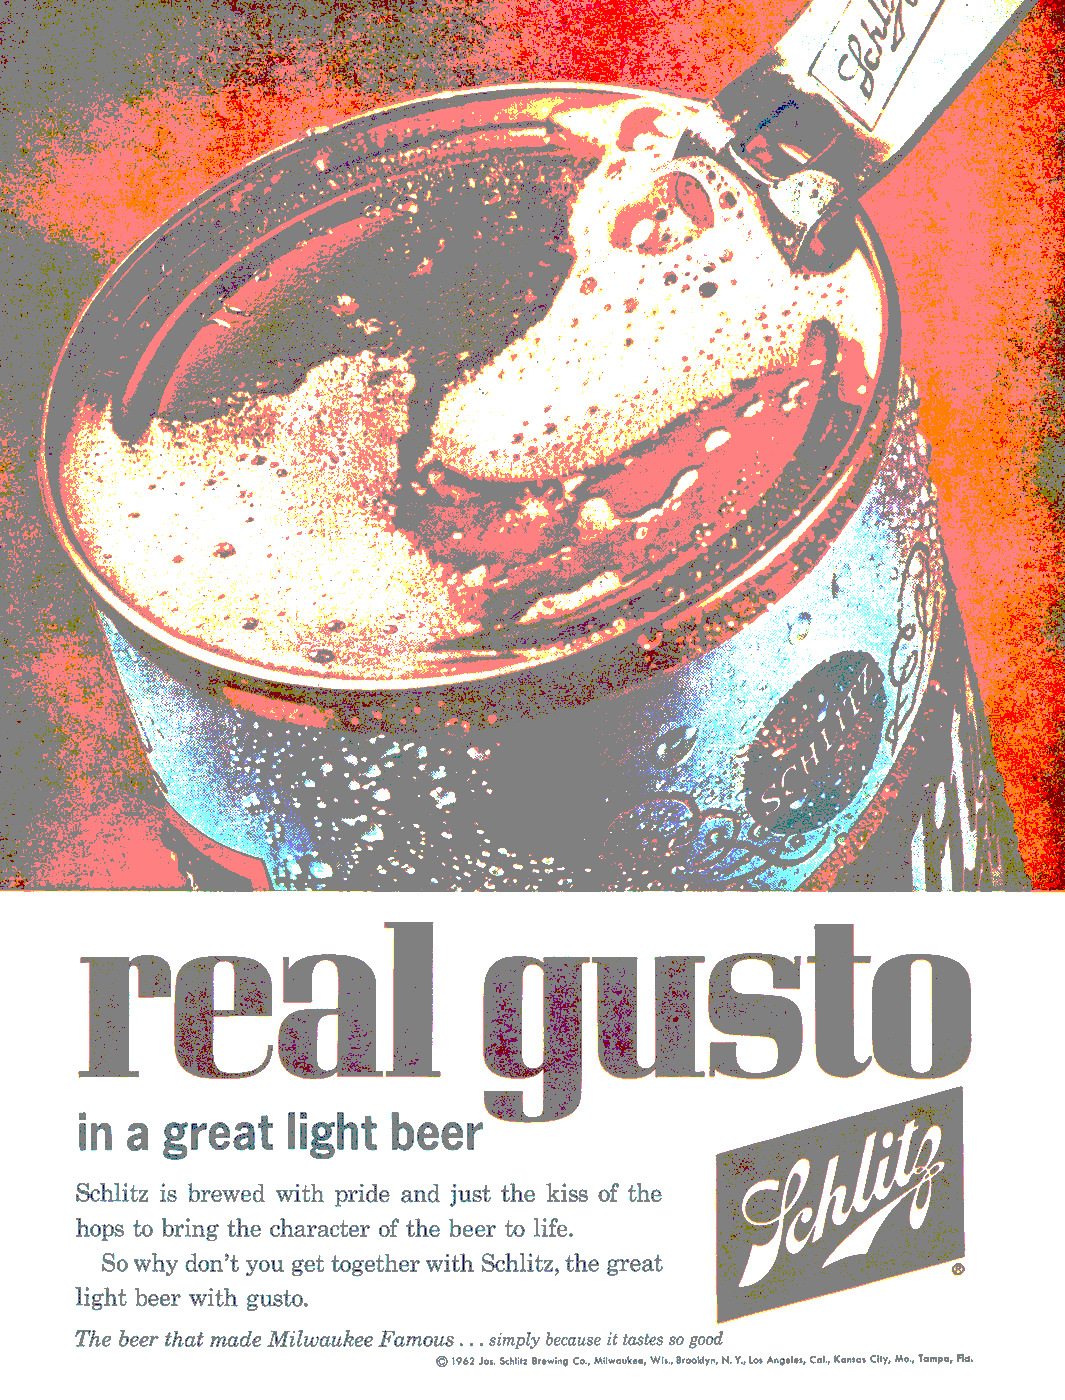 Schlitz
SCHLITZ
real gusto
in a great light beer
Schlitz is brewed with pride and just the kiss of the
hops to bring the character of the beer to life.
So why don't you get together with Schlitz, the great
light beer with gusto.
Schlitz
®
The beer that made Milwaukee Famous . . . simply because it tastes so good
© 1962 Jos. Schlitz Brewing Co., Milwaukee, Wis., Brooklyn, N. Y., Los Angeles, Cal., Kansas City, Mo., Tampa, Fla.